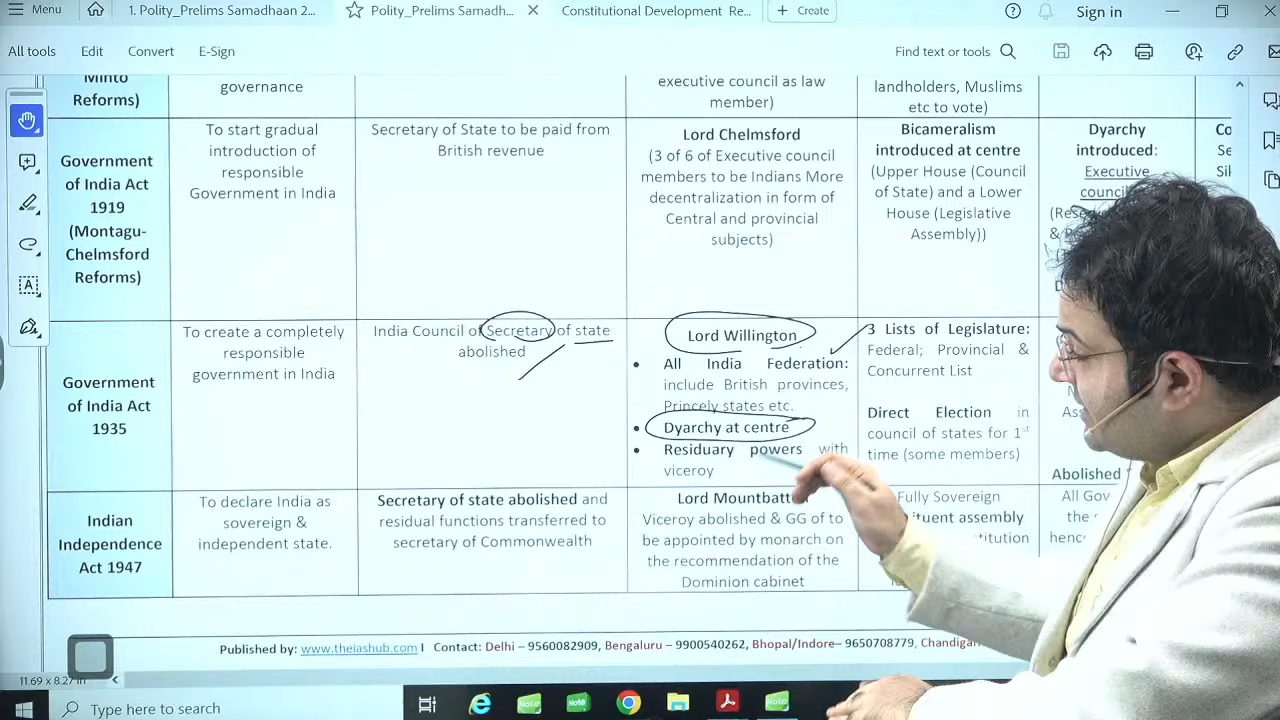 Menu
1. Polity_Prelims Samadhaan 2...
Polity_Prelims Samadh...
Constitutional Development Re...
+ Create
Sign in
All tools
Edit
Convert
E-Sign
Find text or tools
Minto
Reforms)
governance
executive council as law
member)
landholders, Muslims
etc to vote)
Government
of India Act
1919
(Montagu-
Chelmsford
Reforms)
To start gradual
introduction of
responsible
Government in India
Secretary of State to be paid from
British revenue
Lord Chelmsford
(3 of 6 of Executive council
members to be Indians More
decentralization in form of
Central and provincial
subjects)
Bicameralism
introduced at centre
(Upper House (Council
of State) and a Lower
House (Legislative
Assembly))
Dyarchy
introduced:
Executive
Government
of India Act
1935
To create a completely
responsible
government in India
India Council of Secretary of state
abolished
Lord Willington
• All India Federation:
include British provinces,
Princely states etc.
• Dyarchy at centre
• Residuary powers with
viceroy
3 Lists of Legislature:
Federal; Provincial &
Concurrent List
Direct Election in
council of states for 1st
time (some members)
Abolished
Indian
Independence
Act 1947
To declare India as
sovereign &
independent state.
Secretary of state abolished and
residual functions transferred to
secretary of Commonwealth
Lord Mountbatt
Viceroy abolished & GG of to
be appointed by monarch on
the recommendation of the
Dominion cabinet
Fully Sovereign
assembly
All Gov
the
Published by: www.theiashub.com I Contact: Delhi – 9560082909, Bengaluru – 9900540262, Bhopal/Indore– 9650708779, Chandigar
11.69 x 8.27 in
Type here to search
Note
Note
Note